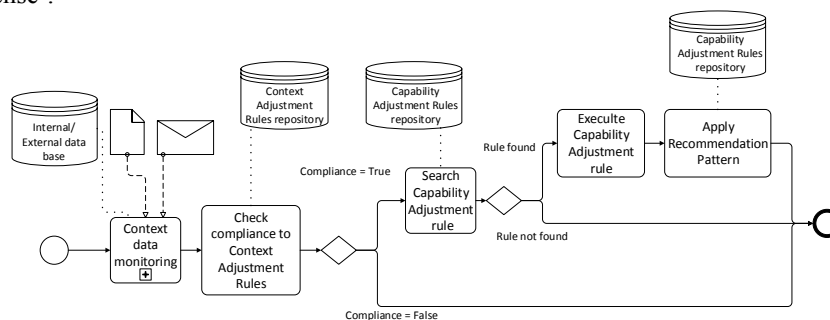 Internal/
External data
base
Context
Adjustment
Rules repository
Capability
Adjustment Rules
repository
Capability
Adjustment Rules
repository
Rule found
Execulte
Capability
Adjustment
rule
Apply
Recommendation
Pattern
Compliance = True
Search
Capability
Adjustment
rule
Rule not found
Context
data
monitoring
Check
compliance to
Context
Adjustment
Rules
Compliance = False